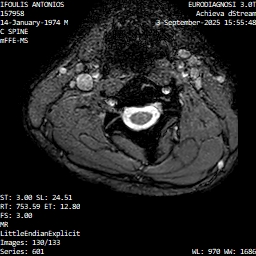 IFOULIS ANTONIOS
157958
14-January-1974 M
C SPINE
mFFE-MS
EURODIAGNOSI 3.0T
Achieva dStream
3-September-2025 15:55:48
ST: 3.00 SL: 24.51
RT: 753.59 ET: 12.80
FS: 3.00
MR
LittleEndianExplicit
Images: 130/133
Series: 601
WL: 970 WW: 1686